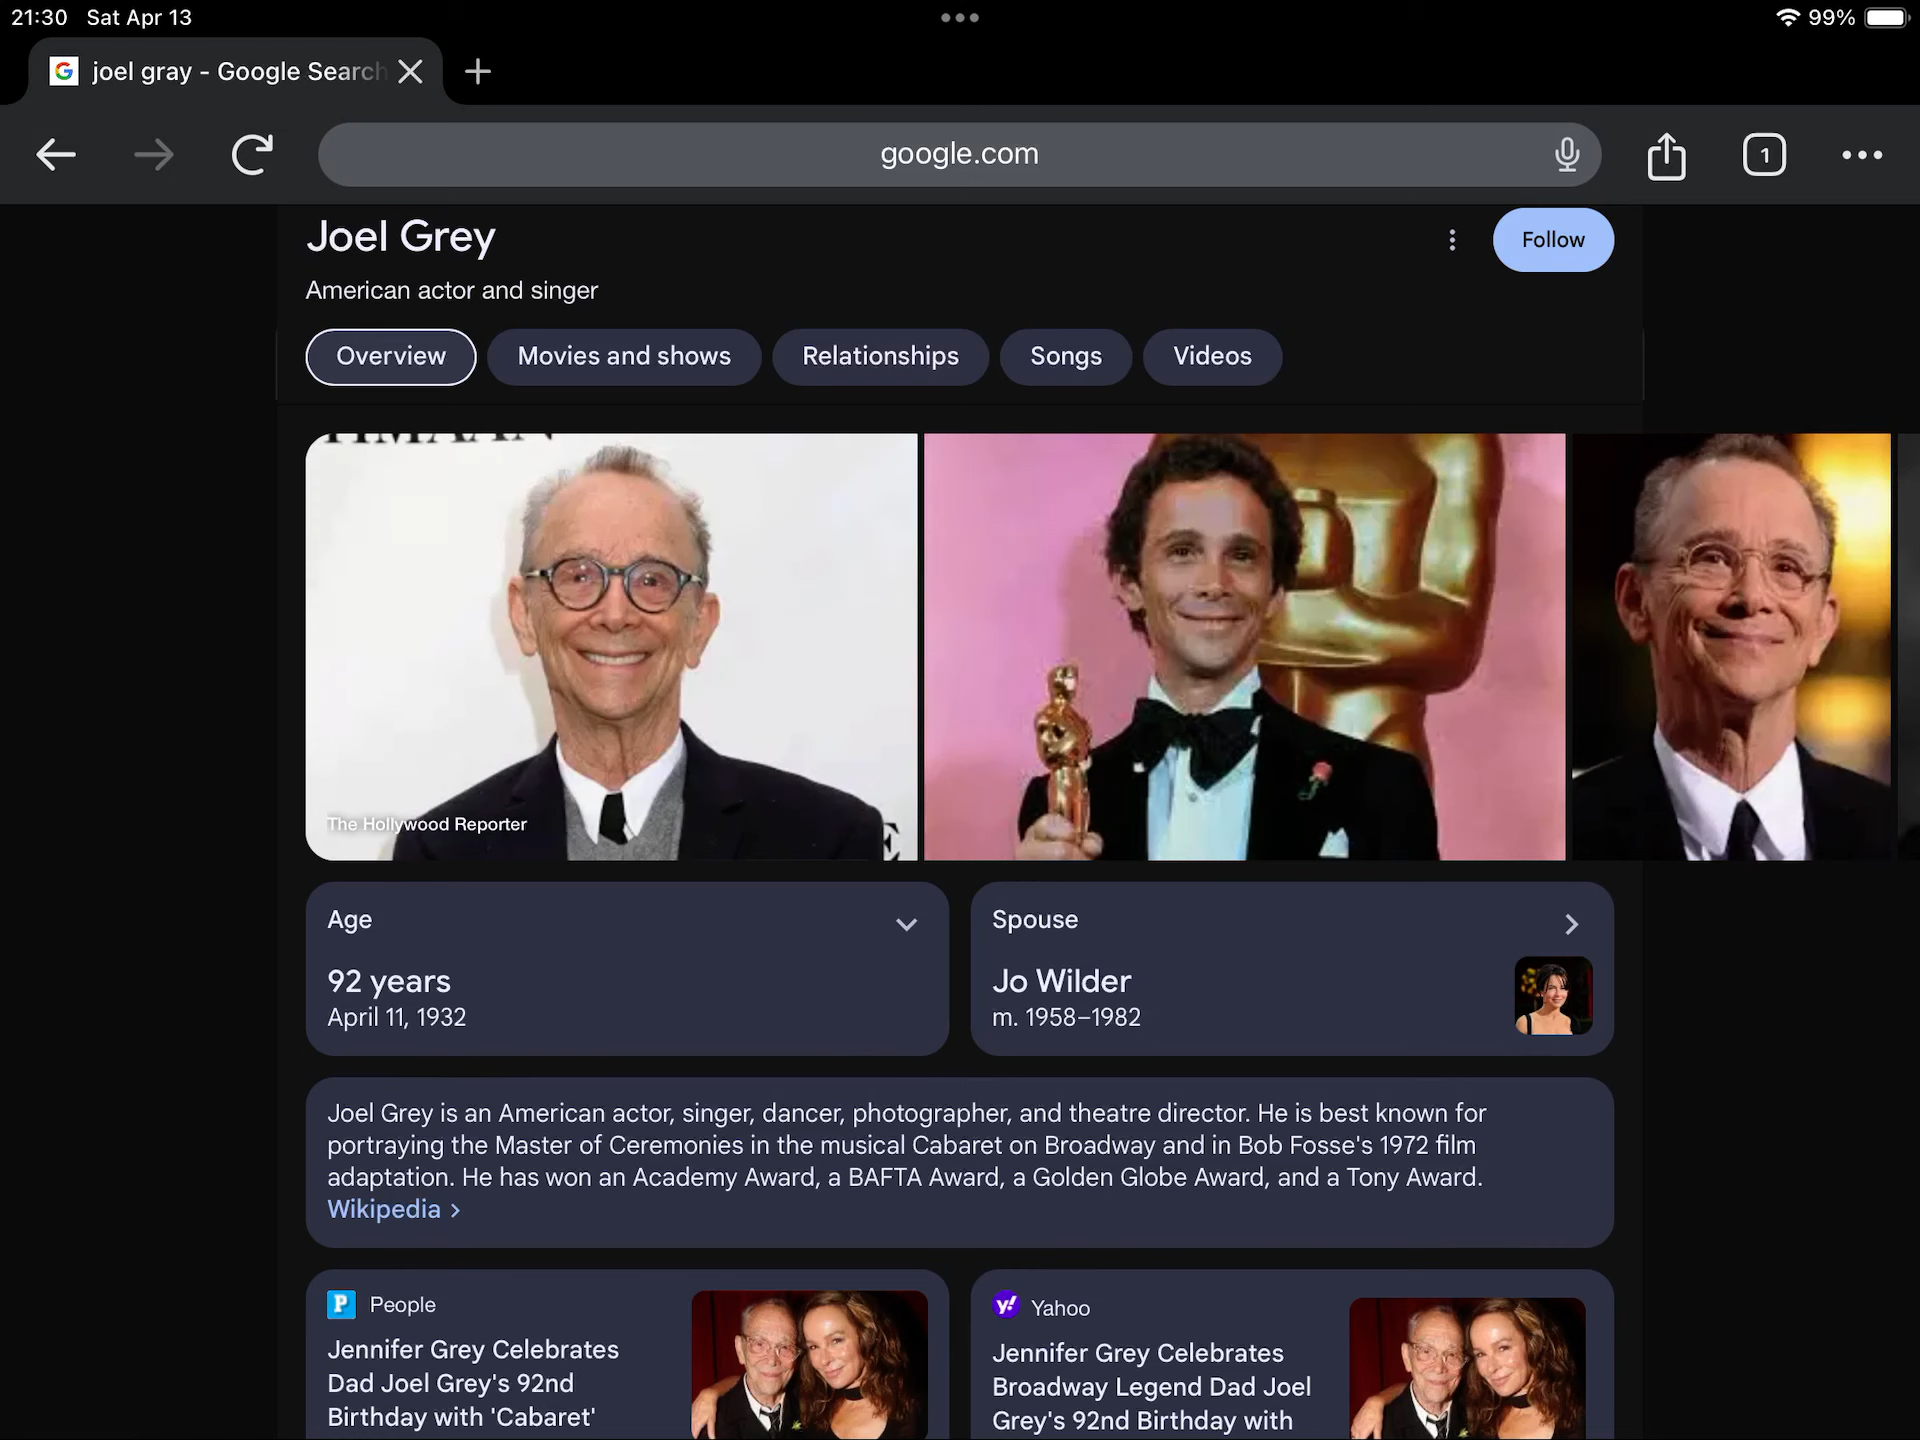 21:30 Sat Apr 13
99%
joel gray - Google Search
google.com
1
Joel Grey
Follow
American actor and singer
Overview
Movies and shows
Relationships
Songs
Videos
The Hollywood Reporter
E
Age
92 years
April 11, 1932
Spouse
Jo Wilder
m. 1958–1982
Joel Grey is an American actor, singer, dancer, photographer, and theatre director. He is best known for
portraying the Master of Ceremonies in the musical Cabaret on Broadway and in Bob Fosse's 1972 film
adaptation. He has won an Academy Award, a BAFTA Award, a Golden Globe Award, and a Tony Award.
Wikipedia
People
Jennifer Grey Celebrates
Dad Joel Grey's 92nd
Birthday with 'Cabaret'
Yahoo
Jennifer Grey Celebrates
Broadway Legend Dad Joel
Grey's 92nd Birthday with